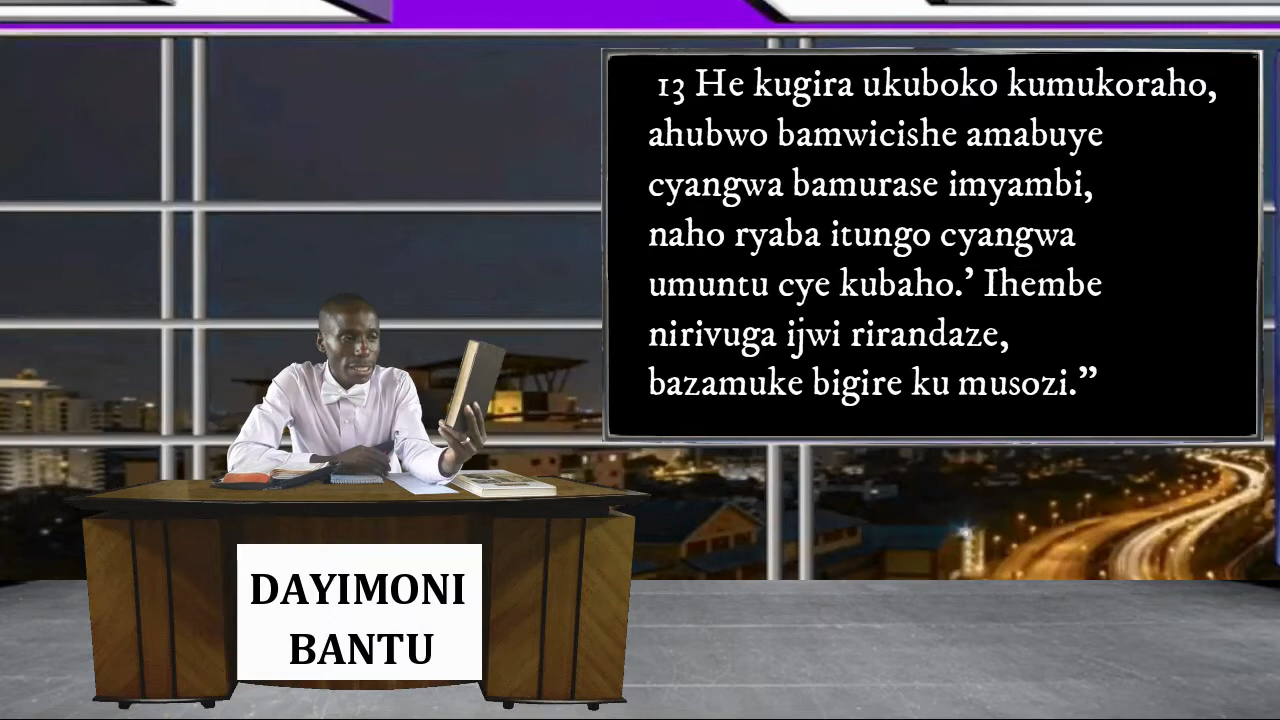 13 He kugira ukuboko kumukoraho,
ahubwo bamwicishe amabuye
cyangwa bamurase imyambi,
naho ryaba itungo cyangwa
umuntu cye kubaho.’ Ihembe
nirivuga ijwi rirandaze,
bazamuke bigire ku musozi.”
DAYIMONI
BANTU